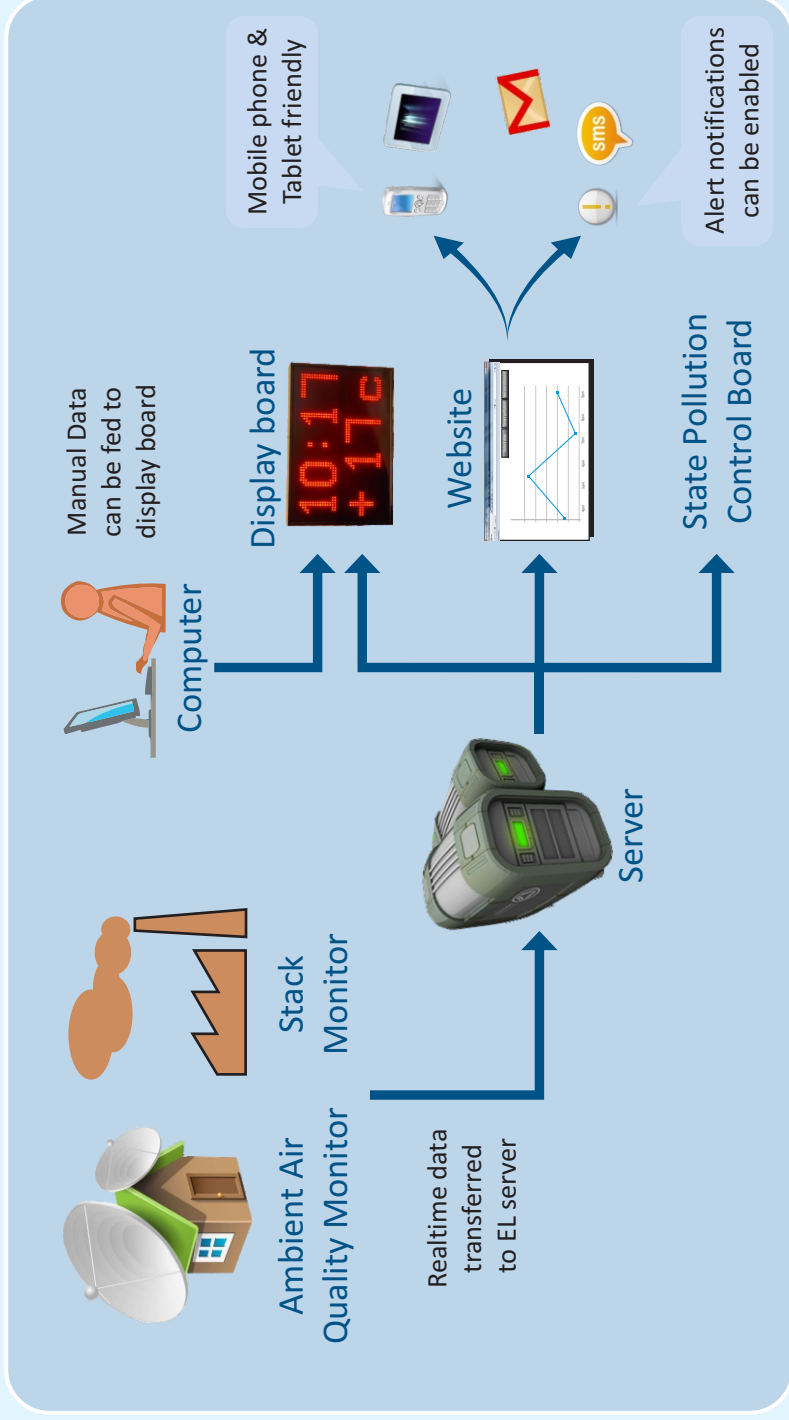 Ambient Air
Quality Monitor
Stack
Monitor
Realtime data
transferred
to EL server
Server
Computer
Manual Data
can be fed to
display board
Display board
10:17
+ 17c
Website
State Pollution
Control Board
Mobile phone &
Tablet friendly
sms
Alert notifications
can be enabled